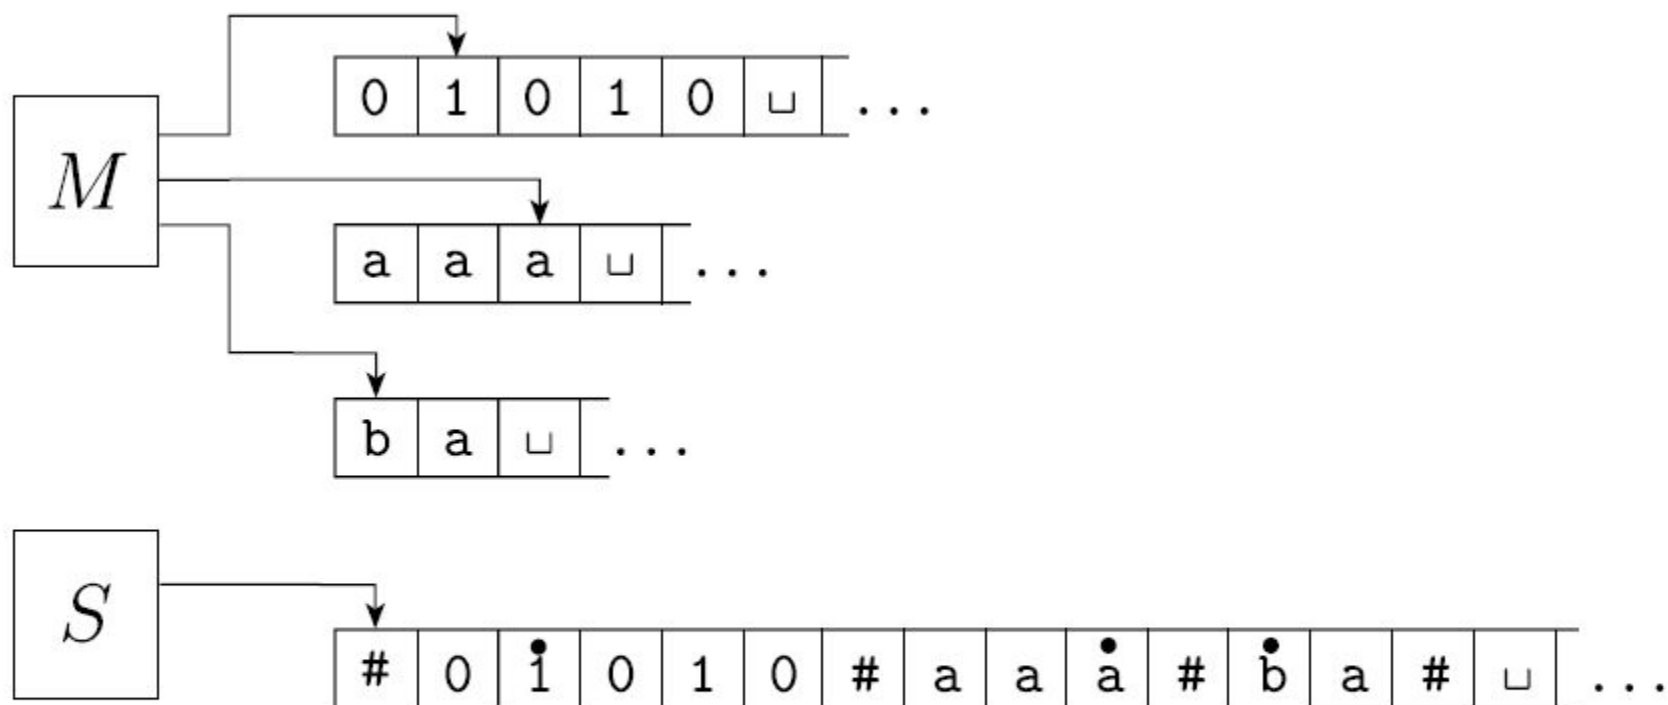 0 1 0 1 0 ␣ ...
M
a a a ␣ ...
b a ␣ ...
S
# 0 1̇ 0 1 0 # a a ȧ # ḃ a # ␣ ...